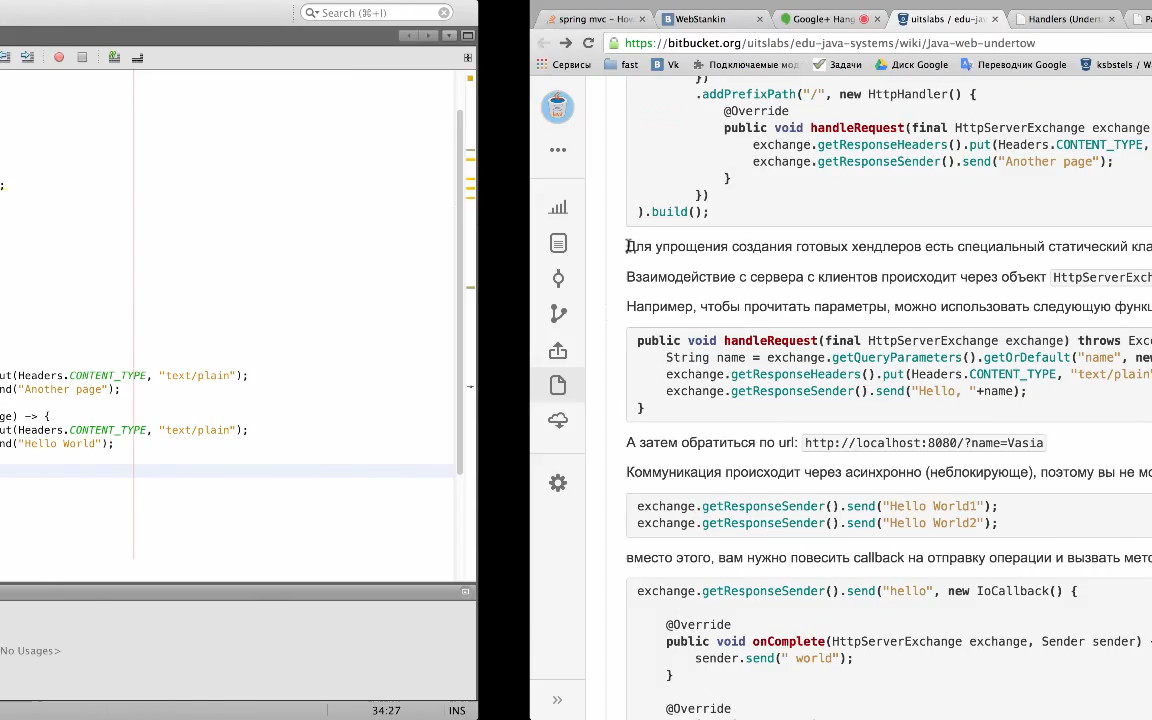 Search (⌘+I)
;
ut(Headers.CONTENT_TYPE, "text/plain");
nd("Another page");
ge) -> {
ut(Headers.CONTENT_TYPE, "text/plain");
nd("Hello World");
No Usages>
34:27 INS
spring mvc - How
WebStankin
Google+ Hang
uitslabs / edu-ja
Handlers (Undert
https://bitbucket.org/uitslabs/edu-java-systems/wiki/Java-web-undertow
Сервисы fast Vk Подключаемые мод Задачи Диск Google Переводчик Google ksbstels / Wa
})
.addPrefixPath("/", new HttpHandler() {
@Override
public void handleRequest(final HttpServerExchange exchange
exchange.getResponseHeaders().put(Headers.CONTENT_TYPE,
exchange.getResponseSender().send("Another page");
}
})
).build();
Для упрощения создания готовых хендлеров есть специальный статический кла
Взаимодействие с сервера с клиентов происходит через объект HttpServerExch
Например, чтобы прочитать параметры, можно использовать следующую функц
public void handleRequest(final HttpServerExchange exchange) throws Exce
String name = exchange.getQueryParameters().getOrDefault("name", new
exchange.getResponseHeaders().put(Headers.CONTENT_TYPE, "text/plain"
exchange.getResponseSender().send("Hello, "+name);
}
А затем обратиться по url: http://localhost:8080/?name=Vasia
Коммуникация происходит через асинхронно (неблокирующе), поэтому вы не мо
exchange.getResponseSender().send("Hello World1");
exchange.getResponseSender().send("Hello World2");
вместо этого, вам нужно повесить callback на отправку операции и вызвать мето
exchange.getResponseSender().send("hello", new IoCallback() {
@Override
public void onComplete(HttpServerExchange exchange, Sender sender) {
sender.send(" world");
}
@Override